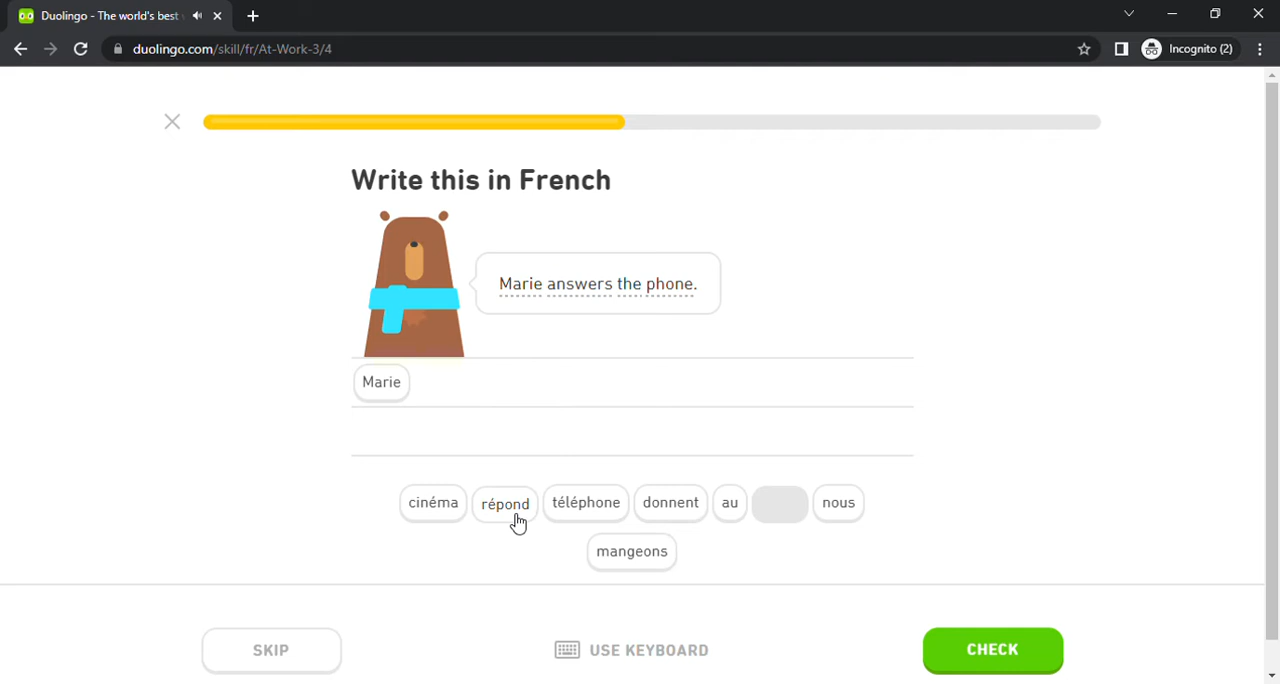 Duolingo - The world's best
duolingo.com/skill/fr/At-Work-3/4
Incognito (2)
Write this in French
Marie answers the phone.
Marie
cinéma répond téléphone donnent au nous
mangeons
SKIP USE KEYBOARD CHECK